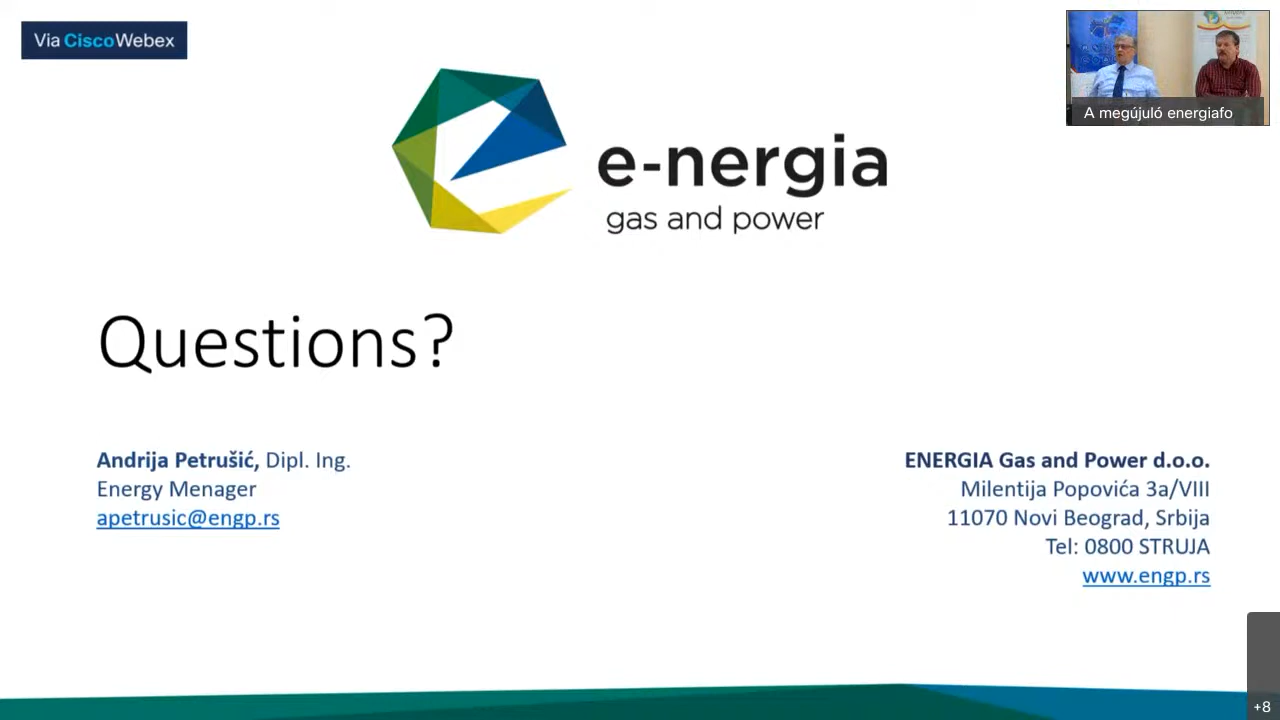 Via CiscoWebex
A megújuló energiafo
e-nergia
gas and power
Questions?
Andrija Petrušić, Dipl. Ing.
Energy Menager
apetrusic@engp.rs
ENERGIA Gas and Power d.o.o.
Milentija Popovića 3a/VIII
11070 Novi Beograd, Srbija
Tel: 0800 STRUJA
www.engp.rs
+8